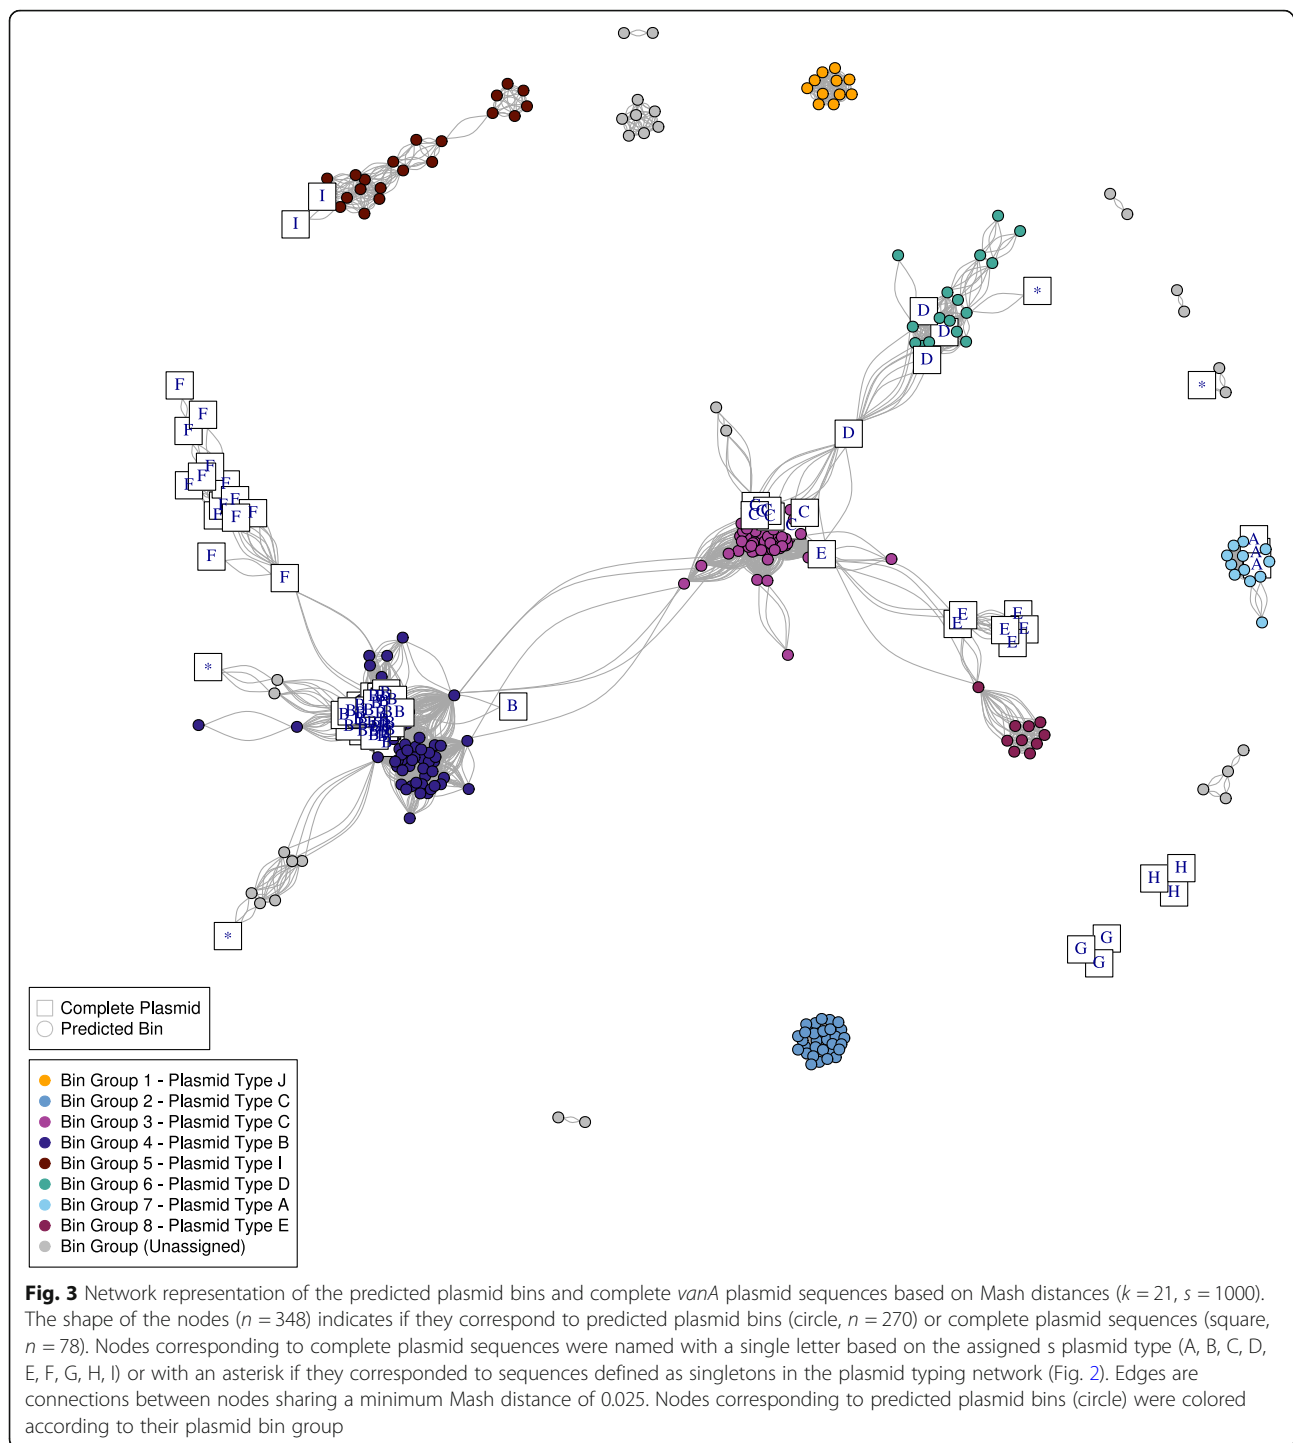 I
I
*
D
D
D
*
F
F
F
D
F
F
F
F
F
F
F
F
F
C
C
C
C
C
C
E
A
A
A
F
F
E
E
E
E
E
E
*
B
B
B
B
B
B
B
B
B
B
H
H
H
G
G
G
*
Complete Plasmid
Predicted Bin
Bin Group 1 - Plasmid Type J
Bin Group 2 - Plasmid Type C
Bin Group 3 - Plasmid Type C
Bin Group 4 - Plasmid Type B
Bin Group 5 - Plasmid Type I
Bin Group 6 - Plasmid Type D
Bin Group 7 - Plasmid Type A
Bin Group 8 - Plasmid Type E
Bin Group (Unassigned)
Fig. 3 Network representation of the predicted plasmid bins and complete vanA plasmid sequences based on Mash distances (k = 21, s = 1000).
The shape of the nodes (n = 348) indicates if they correspond to predicted plasmid bins (circle, n = 270) or complete plasmid sequences (square,
n = 78). Nodes corresponding to complete plasmid sequences were named with a single letter based on the assigned s plasmid type (A, B, C, D,
E, F, G, H, I) or with an asterisk if they corresponded to sequences defined as singletons in the plasmid typing network (Fig. 2). Edges are
connections between nodes sharing a minimum Mash distance of 0.025. Nodes corresponding to predicted plasmid bins (circle) were colored
according to their plasmid bin group